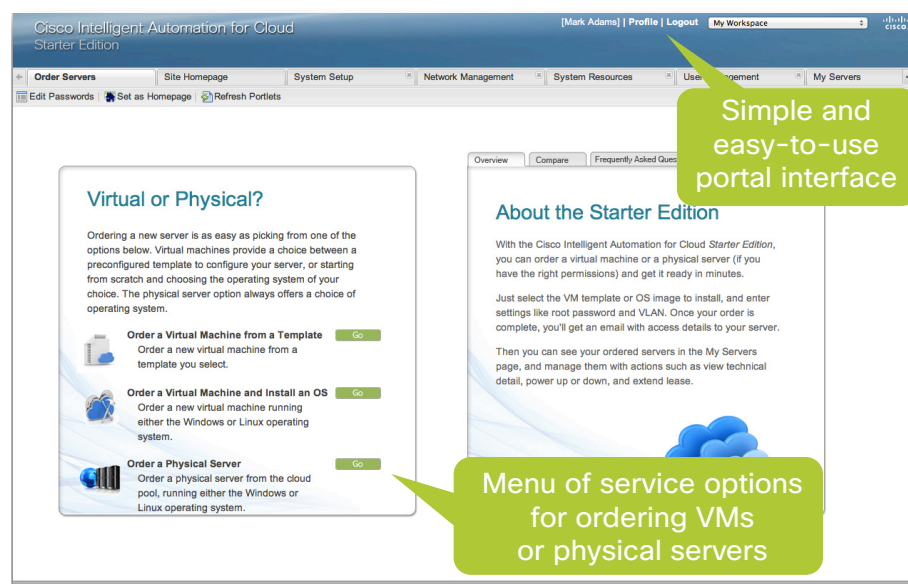 Cisco Intelligent Automation for Cloud
Starter Edition
[Mark Adams] | Profile | Logout
My Workspace
CISCO
Order Servers
Site Homepage
System Setup
Network Management
System Resources
My Servers
Edit Passwords
Set as Homepage
Refresh Portlets
Simple and
easy-to-use
portal interface
Virtual or Physical?
Ordering a new server is as easy as picking
from one of the
options below. Virtual machines provide a choice between a
preconfigured template to configure your server, or starting
from scratch and choosing the operating system of your
choice. The physical server option always offers a choice of
operating system.
Order a Virtual Machine from a Template
Go
Order a new virtual machine from a
template you select.
Order a Virtual Machine and Install an OS
Go
Order a new virtual machine running
either the Windows or Linux operating
system.
Order a Physical Server
Go
Order a physical server from the cloud
pool, running either the Windows or
Linux operating system.
Overview
Compare
Frequently Asked
About the Starter Edition
With the Cisco Intelligent Automation for Cloud Starter Edition,
you can order a virtual machine or a physical server (if you
have the right permissions) and get it ready in minutes.
Just select the VM template or OS image to install, and enter
settings like root password and VLAN. Once your order is
complete, you'll get an email with access details to your server.
Then you can see your ordered servers in the My Servers
page, and manage them with actions such as view technical
detail, power up or down, and extend lease.
Menu of service options
for ordering VMs
or physical servers